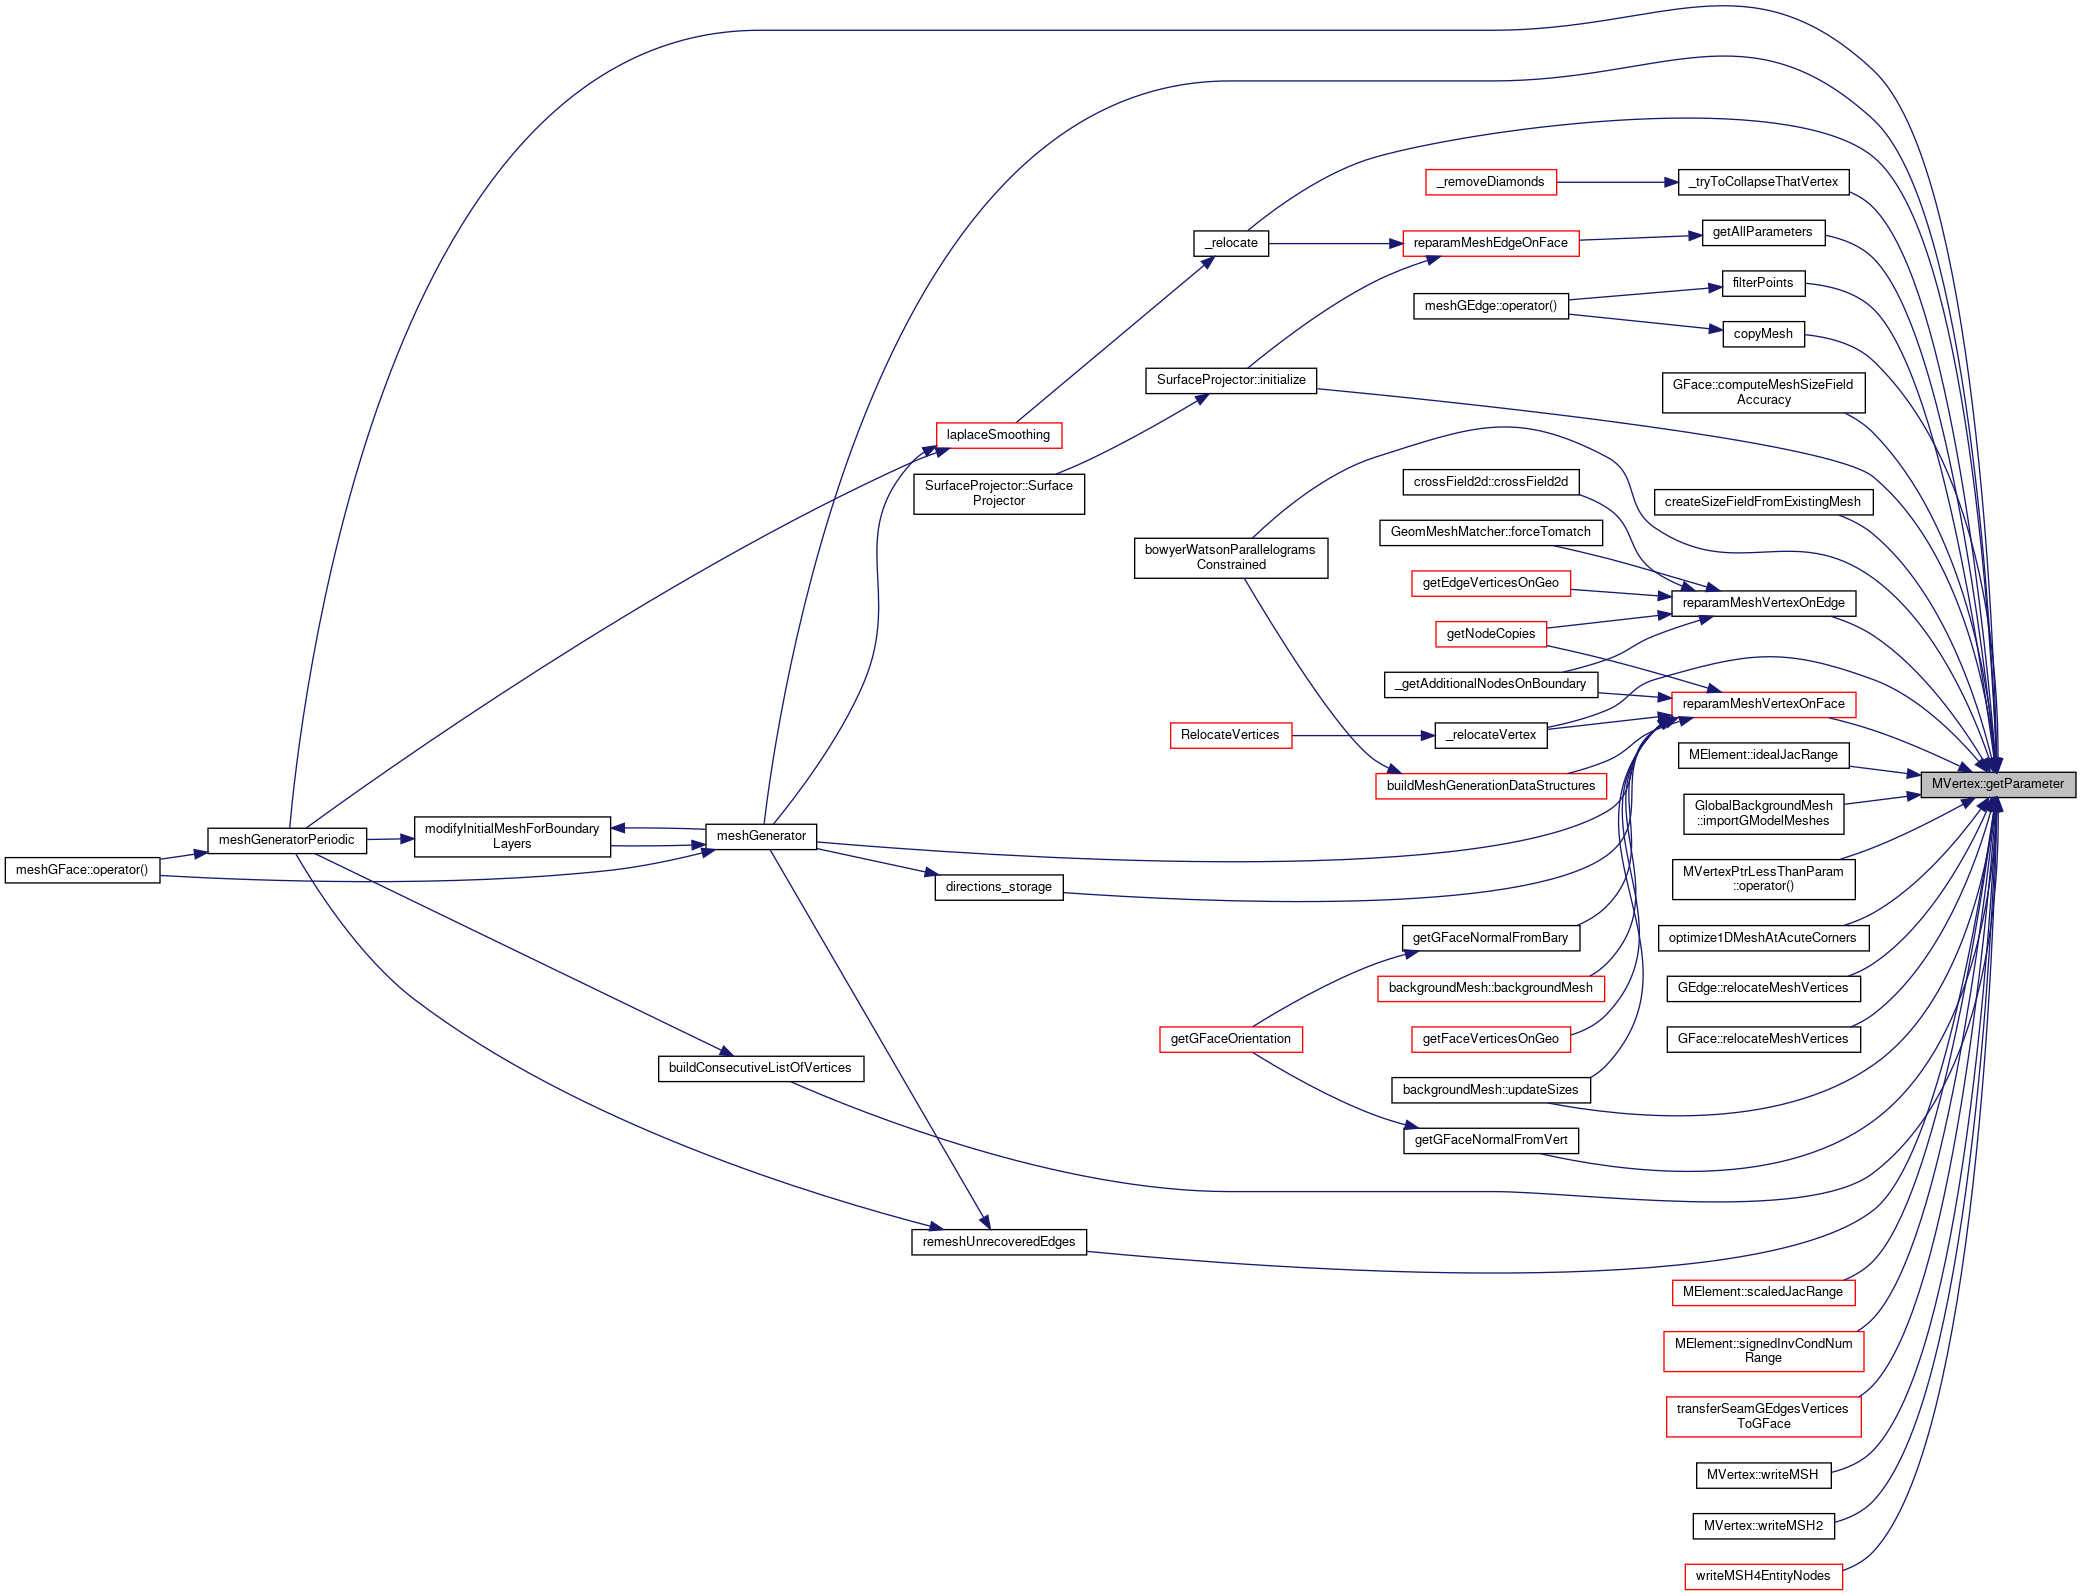 _removeDiamonds
_tryToCollapseThatVertex
_relocate
reparamMeshEdgeOnFace
getAllParameters
filterPoints
meshGEdge::operator()
copyMesh
SurfaceProjector::initialize
GFace::computeMeshSizeField
Accuracy
laplaceSmoothing
SurfaceProjector::Surface
Projector
crossField2d::crossField2d
createSizeFieldFromExistingMesh
GeomMeshMatcher::forceTomatch
bowyerWatsonParallelograms
Constrained
getEdgeVerticesOnGeo
reparamMeshVertexOnEdge
getNodeCopies
_getAdditionalNodesOnBoundary
reparamMeshVertexOnFace
RelocateVertices
_relocateVertex
MElement::idealJacRange
buildMeshGenerationDataStructures
MVertex::getParameter
GlobalBackgroundMesh
::importGModelMeshes
meshGeneratorPeriodic
modifyInitialMeshForBoundary
Layers
meshGenerator
meshGFace::operator()
directions_storage
MVertexPtrLessThanParam
::operator()
getGFaceNormalFromBary
optimize1DMeshAtAcuteCorners
backgroundMesh::backgroundMesh
GEdge::relocateMeshVertices
getGFaceOrientation
getFaceVerticesOnGeo
GFace::relocateMeshVertices
buildConsecutiveListOfVertices
backgroundMesh::updateSizes
getGFaceNormalFromVert
remeshUnrecoveredEdges
MElement::scaledJacRange
MElement::signedInvCondNum
Range
transferSeamGEdgesVertices
ToGFace
MVertex::writeMSH
MVertex::writeMSH2
writeMSH4EntityNodes